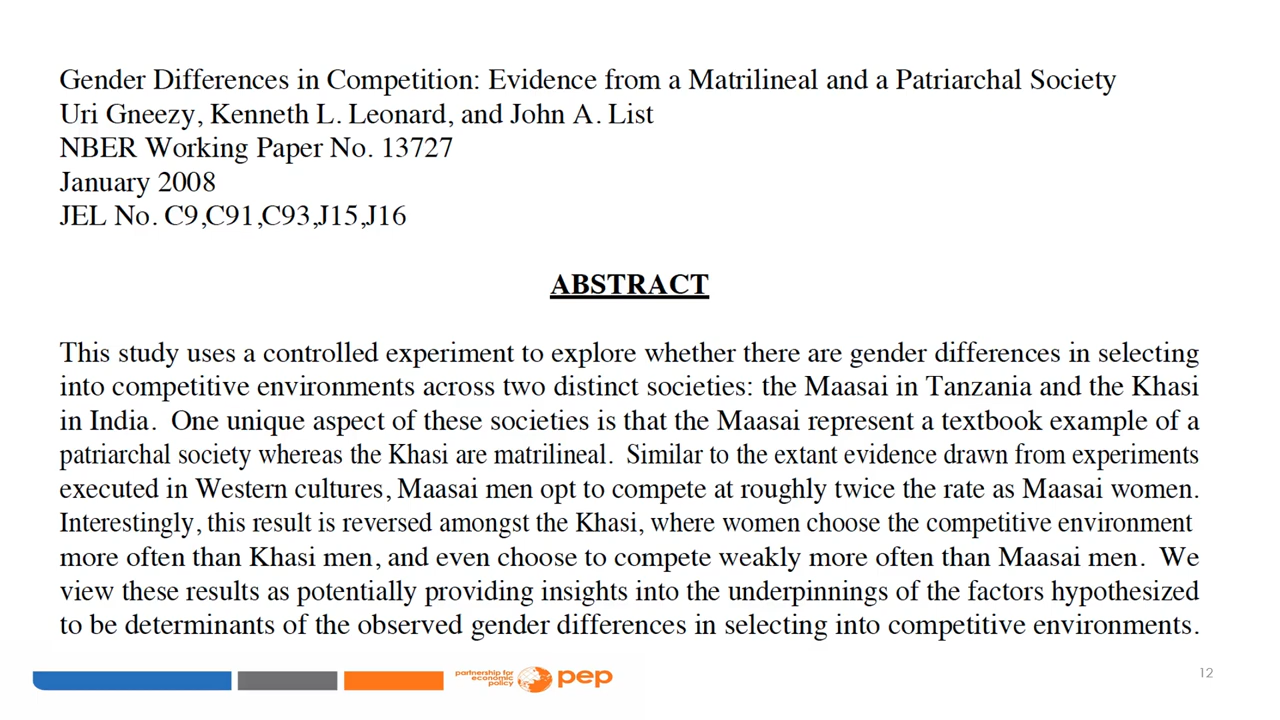 Gender Differences in Competition: Evidence from a Matrilineal and a Patriarchal Society
Uri Gneezy, Kenneth L. Leonard, and John A. List
NBER Working Paper No. 13727
January 2008
JEL No. C9,C91,C93,J15,J16
ABSTRACT
This study uses a controlled experiment to explore whether there are gender differences in selecting
into competitive environments across two distinct societies: the Maasai in Tanzania and the Khasi
in India.  One unique aspect of these societies is that the Maasai represent a textbook example of a
patriarchal society whereas the Khasi are matrilineal.  Similar to the extant evidence drawn from experiments
executed in Western cultures, Maasai men opt to compete at roughly twice the rate as Maasai women.
Interestingly, this result is reversed amongst the Khasi, where women choose the competitive environment
more often than Khasi men, and even choose to compete weakly more often than Maasai men.  We
view these results as potentially providing insights into the underpinnings of the factors hypothesized
to be determinants of the observed gender differences in selecting into competitive environments.
partnership for
economic
policy
pep
12